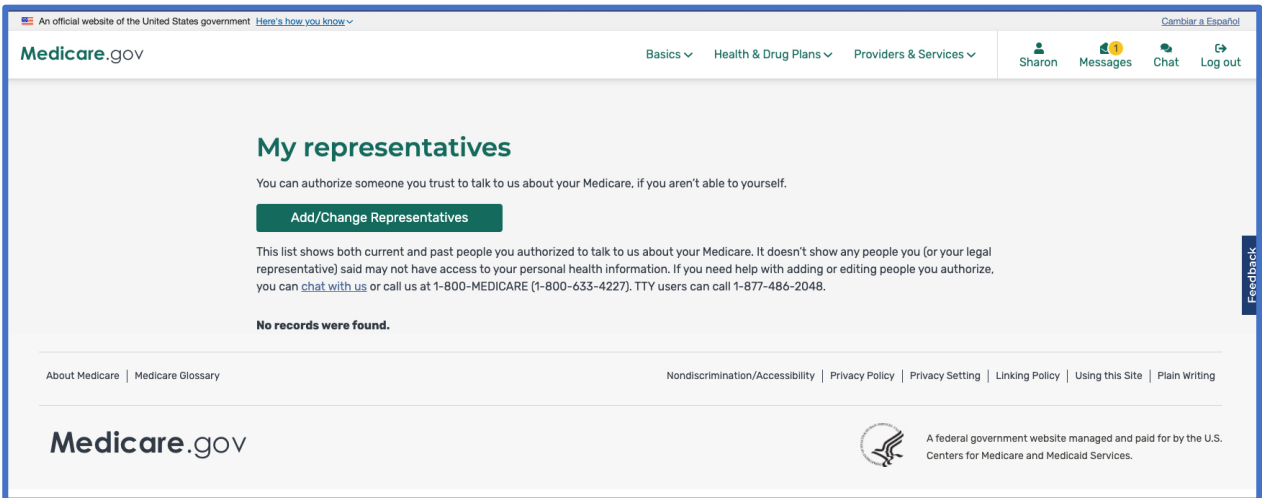 An official website of the United States government Here's how you know
Cambiar a Español
Medicare.gov
Basics Health & Drug Plans Providers & Services
1
Sharon Messages Chat Log out
My representatives
You can authorize someone you trust to talk to us about your Medicare, if you aren't able to yourself.
Add/Change Representatives
This list shows both current and past people you authorized to talk to us about your Medicare. It doesn't show any people you (or your legal
representative) said may not have access to your personal health information. If you need help with adding or editing people you authorize,
you can chat with us or call us at 1-800-MEDICARE (1-800-633-4227). TTY users can call 1-877-486-2048.
Feedback
No records were found.
About Medicare | Medicare Glossary
Nondiscrimination/Accessibility | Privacy Policy | Privacy Setting | Linking Policy | Using this Site | Plain Writing
Medicare.gov
A federal government website managed and paid for by the U.S.
Centers for Medicare and Medicaid Services.